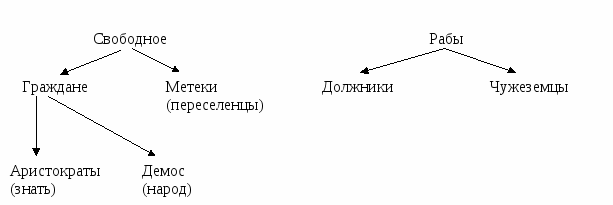 Свободное
Рабы
Граждане
Метеки
(переселенцы)
Должники
Чужеземцы
Аристократы
(знать)
Демос
(народ)